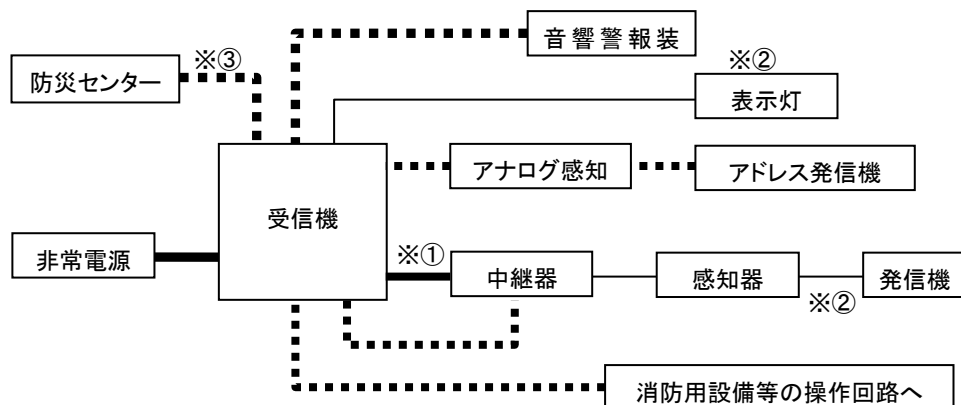 音響警報装
※③
※②
防災センター
表示灯
アナログ感知
アドレス発信機
受信機
非常電源
※①
中継器
感知器
発信機
※②
消防用設備等の操作回路へ